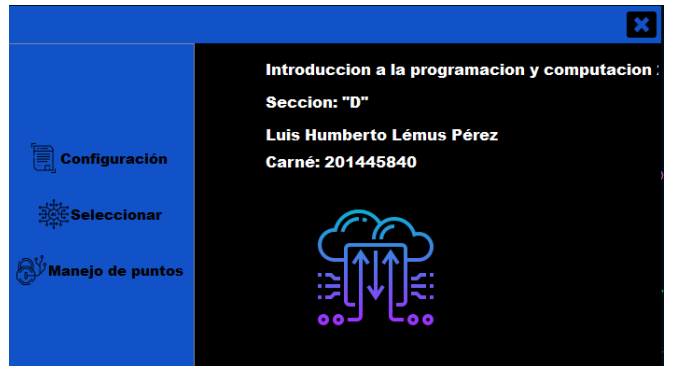 Introduccion a la programacion y computacion
Seccion: "D"
Luis Humberto Lémus Pérez
Carné: 201445840
Configuración
Seleccionar
Manejo de puntos